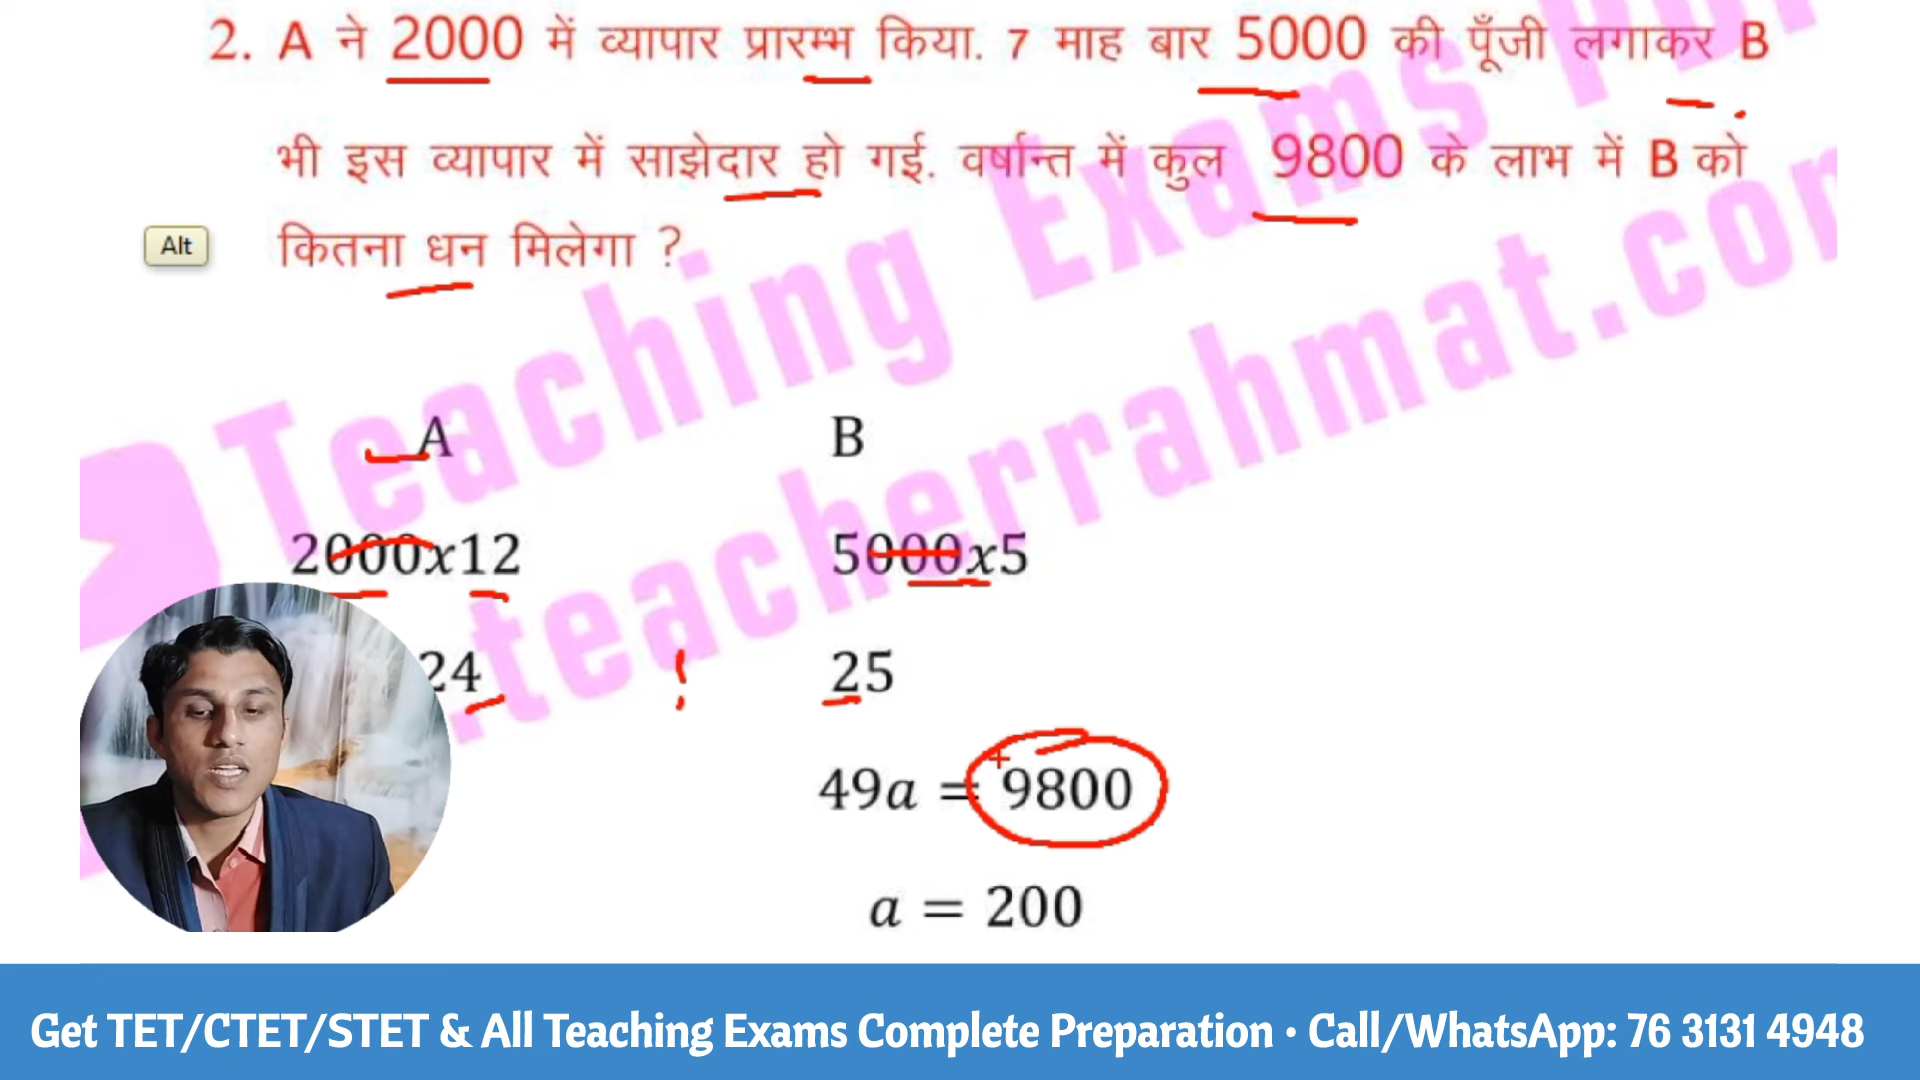 2. A ने 2000 में व्यापार प्रारम्भ किया. 7 माह बार 5000 की पूँजी लगाकर B
भी इस व्यापार में साझेदार हो गई. वर्षान्त में कुल 9800 के लाभ में B को
Alt
कितना धन मिलेगा ?
Teaching Exams
.teacherrahmat.com
A B
2000x12 5000x5
24 25
49a = 9800
a = 200
Get TET/CTET/STET & All Teaching Exams Complete Preparation • Call/WhatsApp: 76 3131 4948